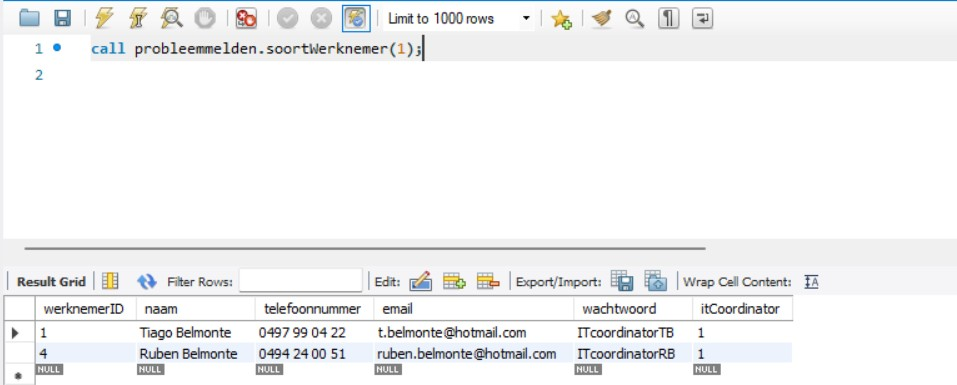 Limit to 1000 rows
1 call probleemmelden.soortWerknemer(1);
2
Result Grid Filter Rows: Edit: Export/Import: Wrap Cell Content:
werknemerID naam telefoonnummer email wachtwoord itCoordinator
1 Tiago Belmonte 0497 99 04 22 t.belmonte@hotmail.com ITcoordinatorTB 1
4 Ruben Belmonte 0494 24 00 51 ruben.belmonte@hotmail.com ITcoordinatorRB 1
NULL NULL NULL NULL NULL NULL